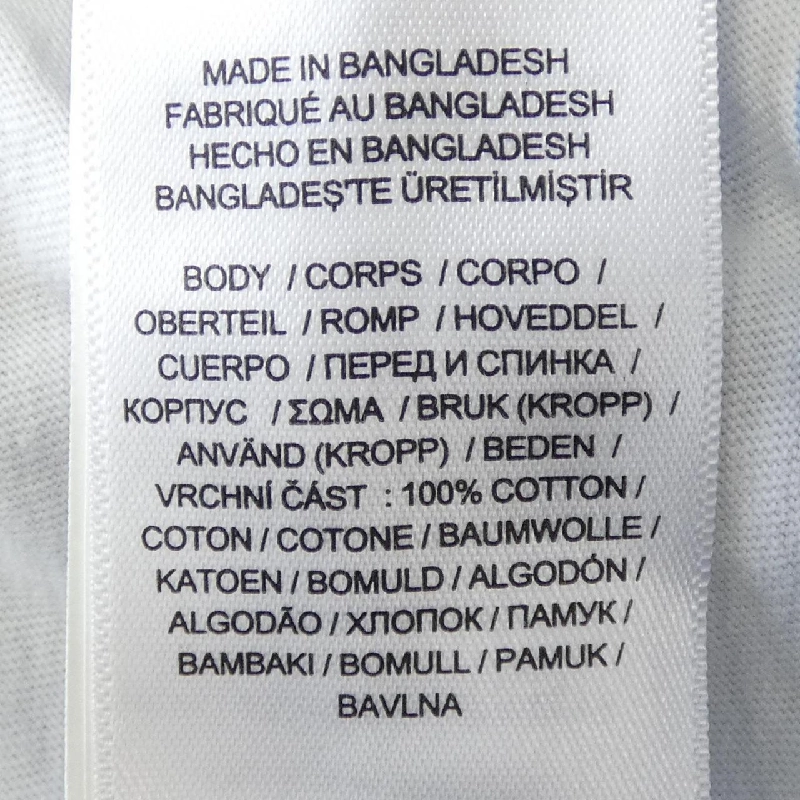 MADE IN BANGLADESH
FABRIQUÉ AU BANGLADESH
HECHO EN BANGLADESH
BANGLADEŞ'TE ÜRETİLMİŞTİR
BODY / CORPS / CORPO /
OBERTEIL / ROMP / HOVEDDEL /
CUERPO / ПЕРЕД И СПИНКА /
КОРПУС / ΣΩΜΑ / BRUK (KROPP) /
ANVÄND (KROPP) / BEDEN /
VRCHNÍ ČÁST : 100% COTTON /
COTON / COTONE / BAUMWOLLE /
KATOEN / BOMULD / ALGODÓN /
ALGODÃO / ХЛОПОК / ПАМУК /
BAMBAKI / BOMULL / PAMUK /
BAVLNA